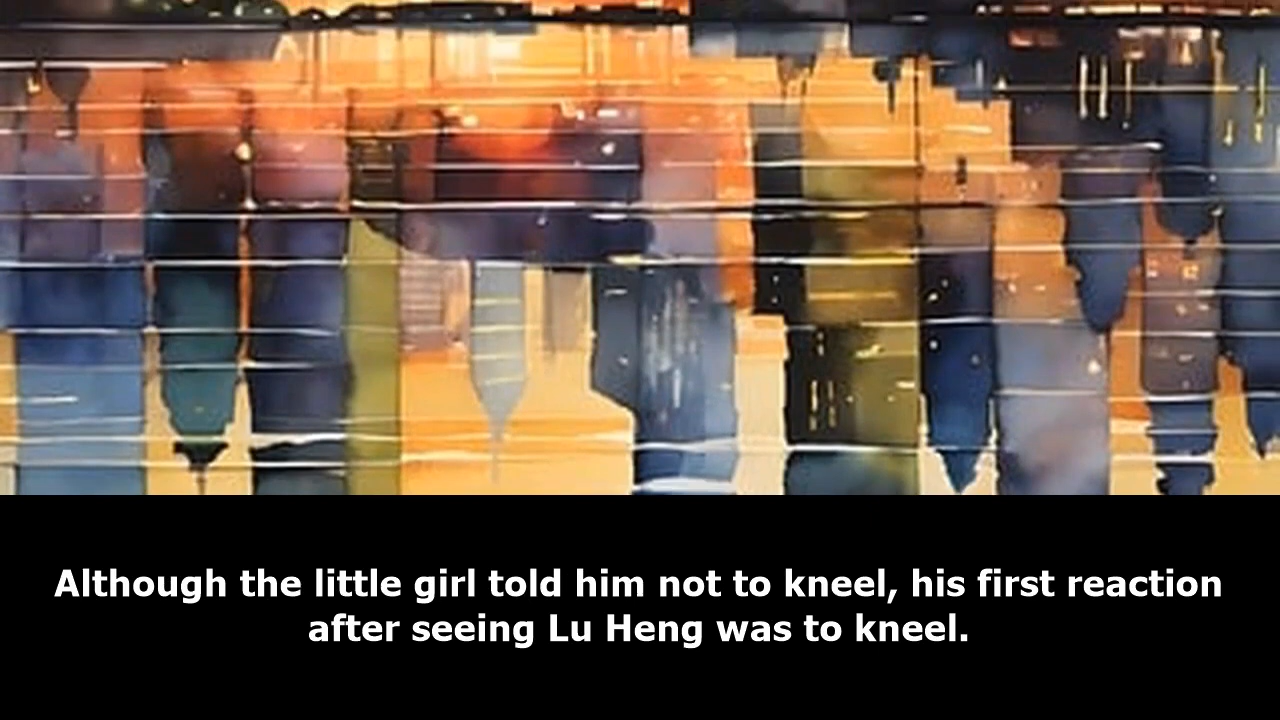 Although the little girl told him not to kneel, his first reaction
after seeing Lu Heng was to kneel.